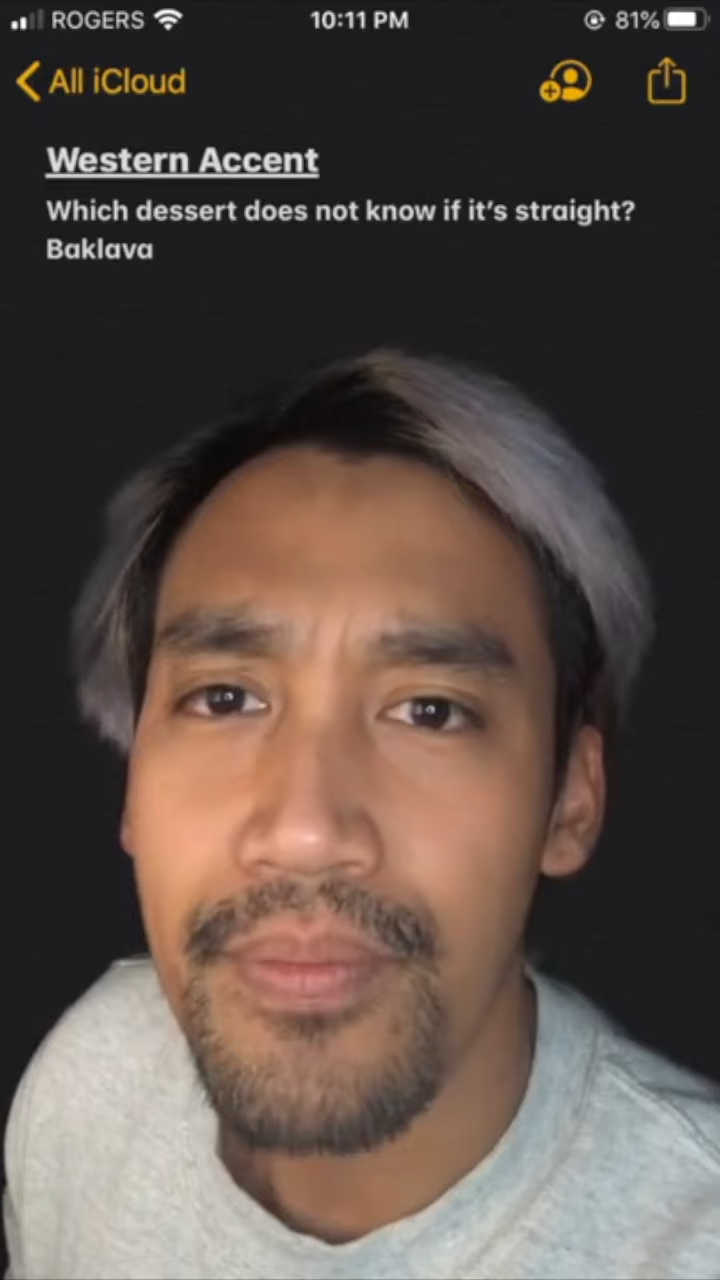 ROGERS 10:11 PM 81%
All iCloud
Western Accent
Which dessert does not know if it’s straight?
Baklava